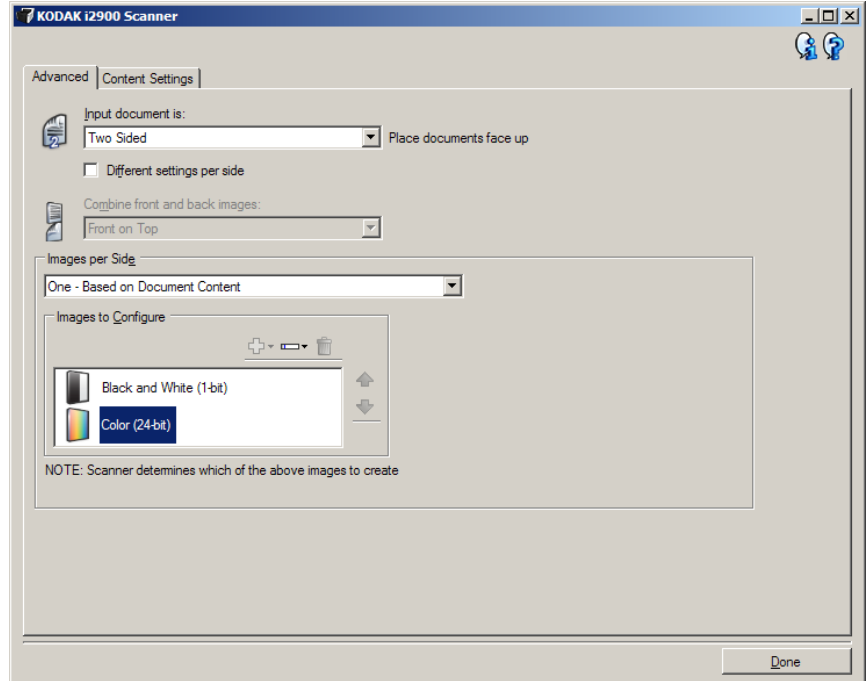 KODAK i2900 Scanner
Advanced
Content Settings
Input document is:
Two Sided
Place documents face up
Different settings per side
Combine front and back images:
Front on Top
Images per Side
One - Based on Document Content
Images to Configure
Black and White (1-bit)
Color (24-bit)
NOTE: Scanner determines which of the above images to create
Done